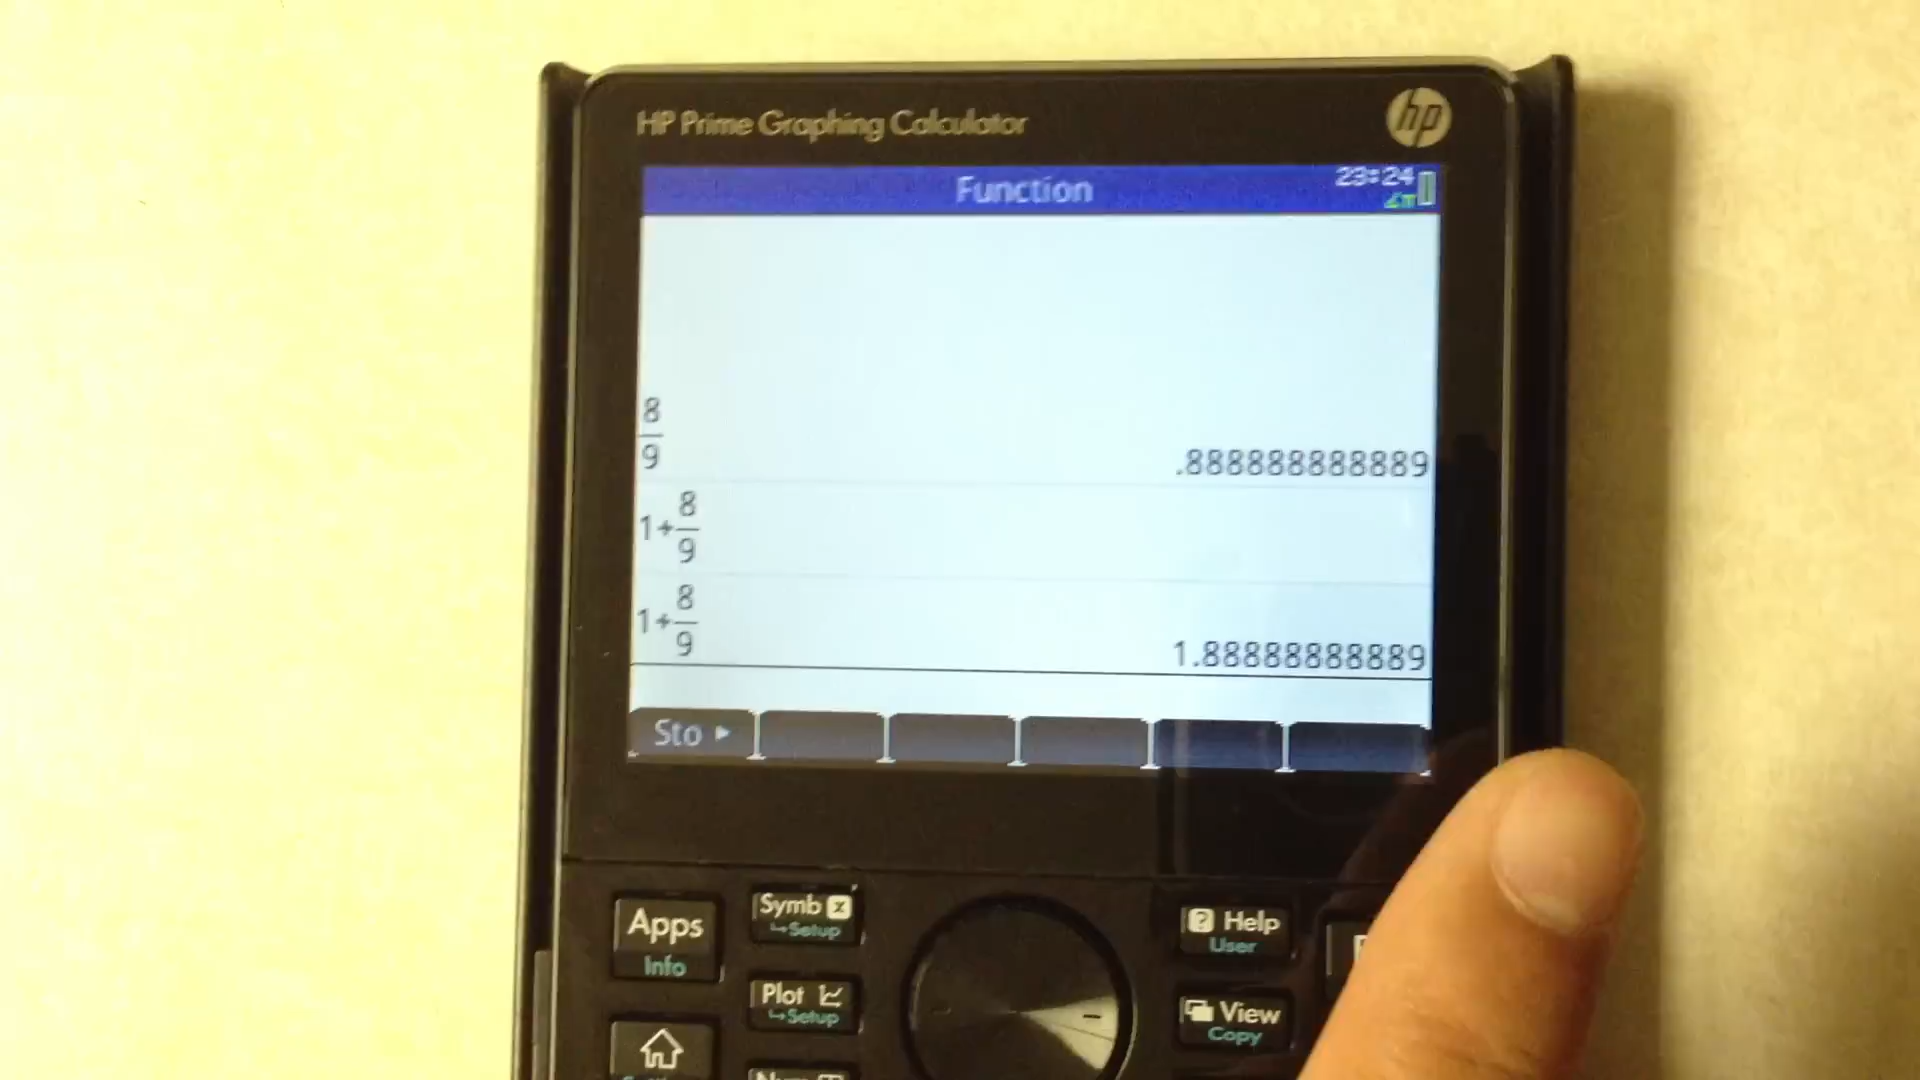 HP Prime Graphing Calculator
hp
Function
23:24
∡π
8
9
.888888888889
1+8
9
1+8
9
1.88888888889
Sto ▸
Apps
Info
Symb
Setup
Plot
Setup
Help
User
View
Copy